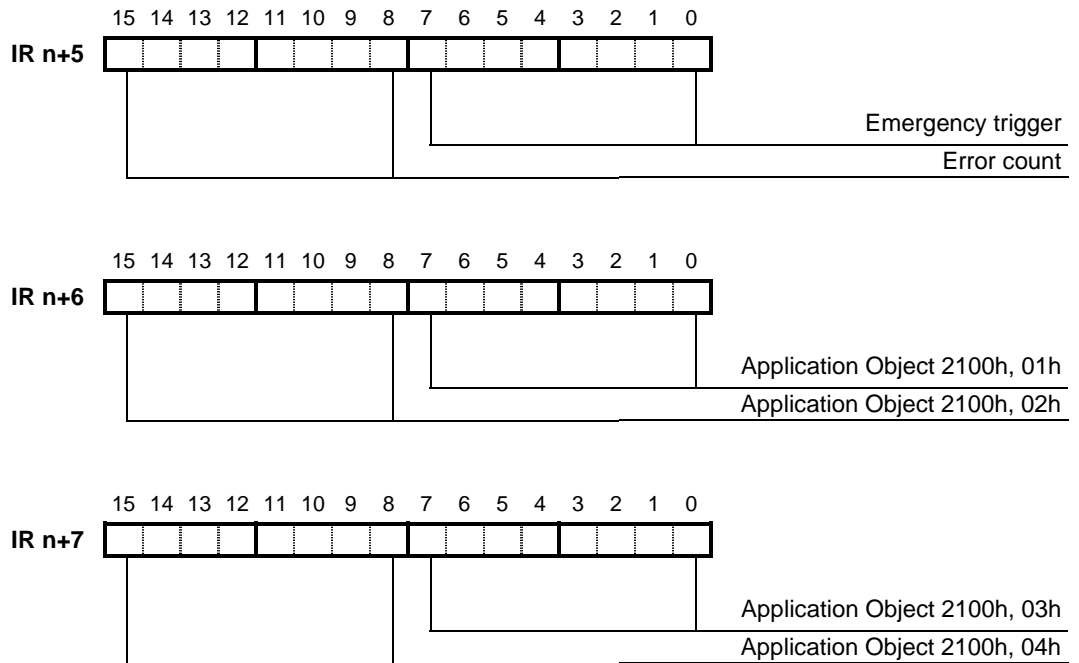 15 14 13 12 11 10 9 8 7 6 5 4 3 2 1 0
IR n+5
Emergency trigger
Error count
15 14 13 12 11 10 9 8 7 6 5 4 3 2 1 0
IR n+6
Application Object 2100h, 01h
Application Object 2100h, 02h
15 14 13 12 11 10 9 8 7 6 5 4 3 2 1 0
IR n+7
Application Object 2100h, 03h
Application Object 2100h, 04h